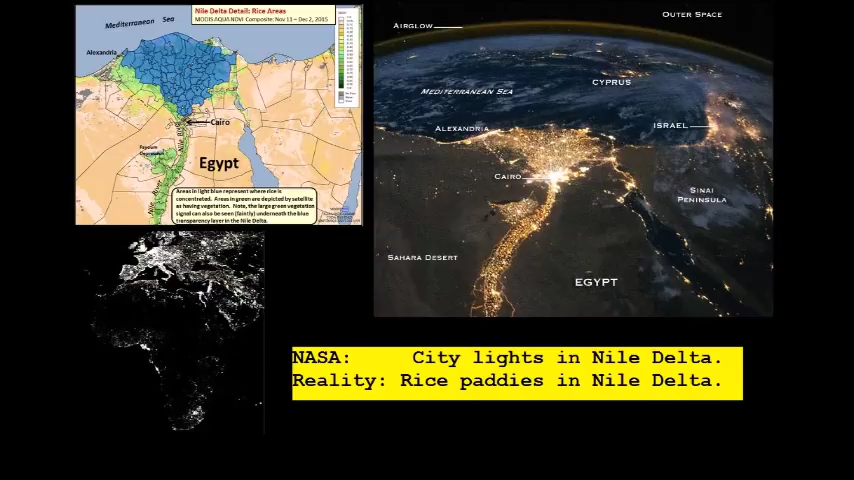 Nile Delta Detail: Rice Areas
MODIS AQUA NDVI Composite: Nov 11 – Dec 2, 2015
Mediterranean Sea
Alexandria
Cairo
Nile River
Fayoum
Depression
Egypt
Areas in light blue represent where rice is
concentrated. Areas in green are depicted by satellite
as having vegetation. Note, the large green vegetation
signal can also be seen (faintly) underneath the blue
transparency layer in the Nile Delta.
OUTER SPACE
AIRGLOW
CYPRUS
MEDITERRANEAN SEA
ALEXANDRIA
ISRAEL
CAIRO
SINAI
PENINSULA
SAHARA DESERT
EGYPT
NASA: City lights in Nile Delta.
Reality: Rice paddies in Nile Delta.